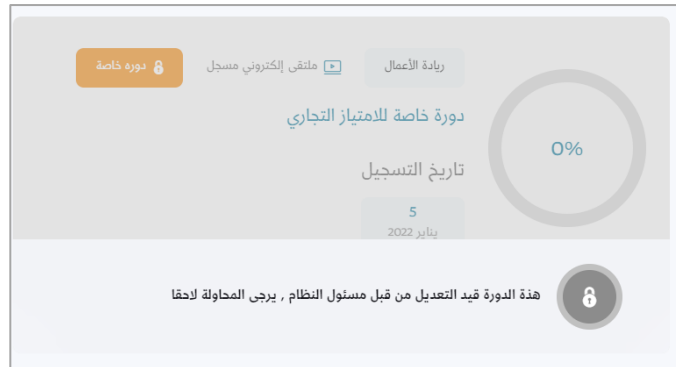 ريادة الأعمال
ملتقى إلكتروني مسجل
دوره خاصة
دورة خاصة للامتياز التجاري
0%
تاريخ التسجيل
5
يناير 2022
هذة الدورة قيد التعديل من قبل مسئول النظام , يرجى المحاولة لاحقا